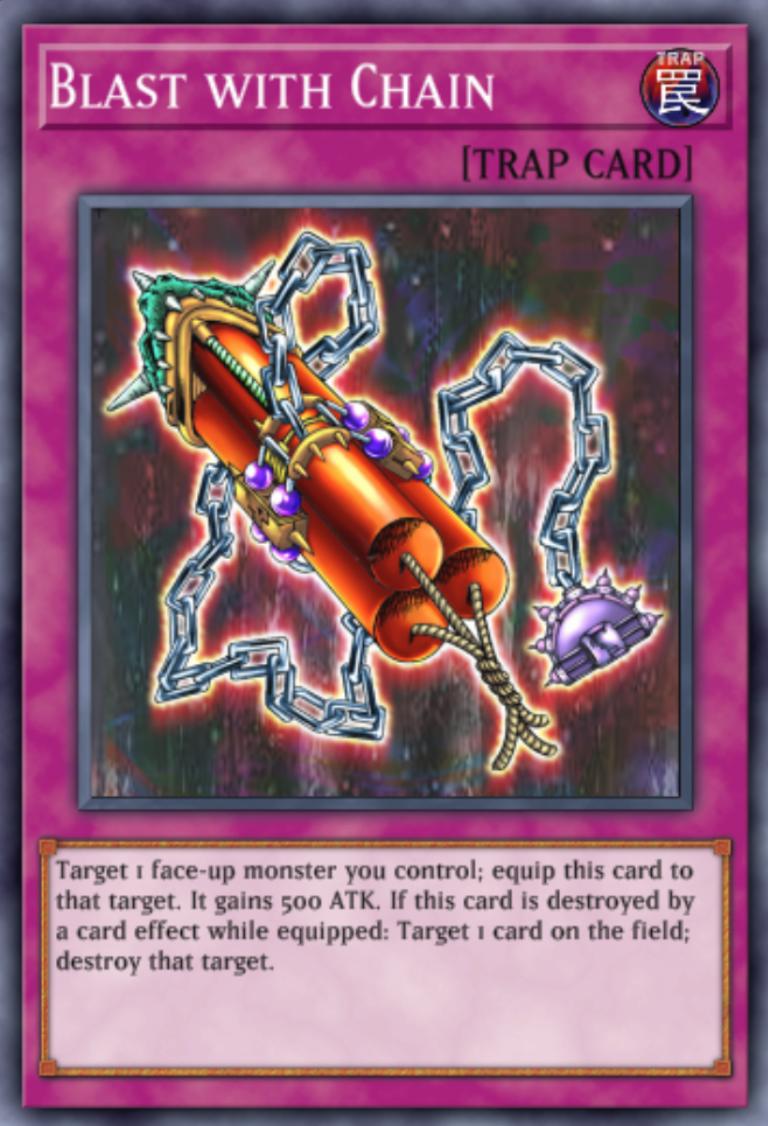 BLAST WITH CHAIN
TRAP
罠
[TRAP CARD]
Target 1 face-up monster you control; equip this card to
that target. It gains 500 ATK. If this card is destroyed by
a card effect while equipped: Target 1 card on the field;
destroy that target.